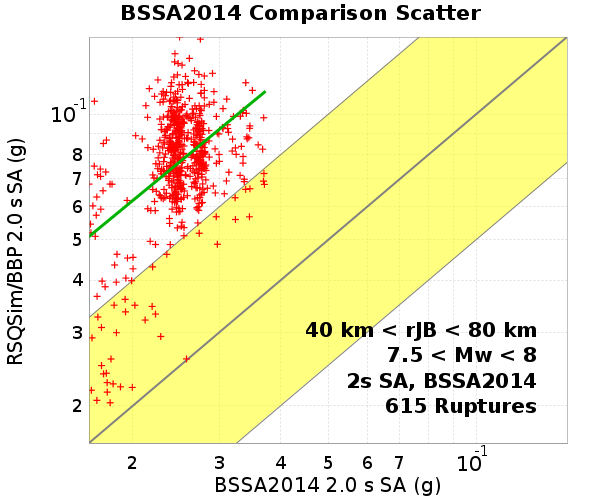 BSSA2014 Comparison Scatter
RSQSim/BBP 2.0 s SA (g)
10^-1
8
7
6
5
4
3
2
40 km < rJB < 80 km
7.5 < Mw < 8
2s SA, BSSA2014
615 Ruptures
2 3 4 5 6 7 10^-1
BSSA2014 2.0 s SA (g)